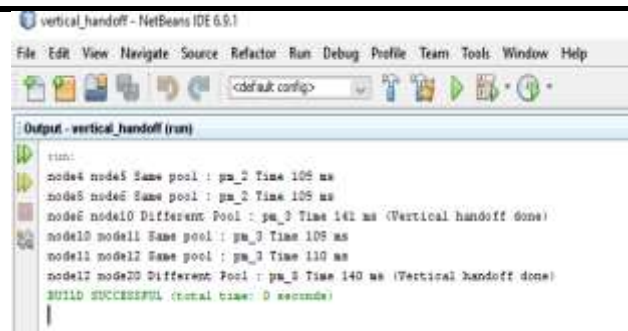 vertical_handoff - NetBeans IDE 6.9.1
File Edit View Navigate Source Refactor Run Debug Profile Team Tools Window Help
<default config>
Output - vertical_handoff (run)
run:
node4 node5 Same pool : pm_2 Time 109 ms
node5 node6 Same pool : pm_2 Time 109 ms
node6 node10 Different Pool : pm_3 Time 141 ms (Vertical handoff done)
node10 node11 Same pool : pm_3 Time 109 ms
node11 node12 Same pool : pm_3 Time 110 ms
node12 node20 Different Pool : Time 140 ms (Vertical handoff done)
BUILD SUCCESSFUL (total time: 0 seconds)